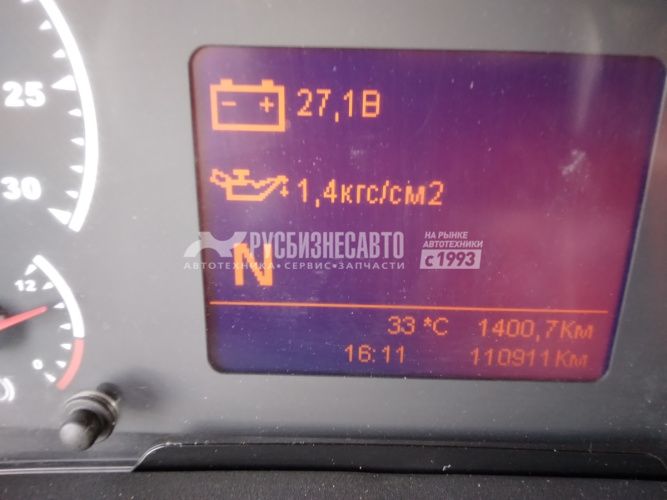 25
30
12
0
27,1В
1,4кгс/см2
РУСБИЗНЕСАВТО
АВТОТЕХНИКА • СЕРВИС • ЗАПЧАСТИ
НА РЫНКЕ
АВТОТЕХНИКИ
с 1993
N
33 °C 1400,7Км
16:11 110911Км